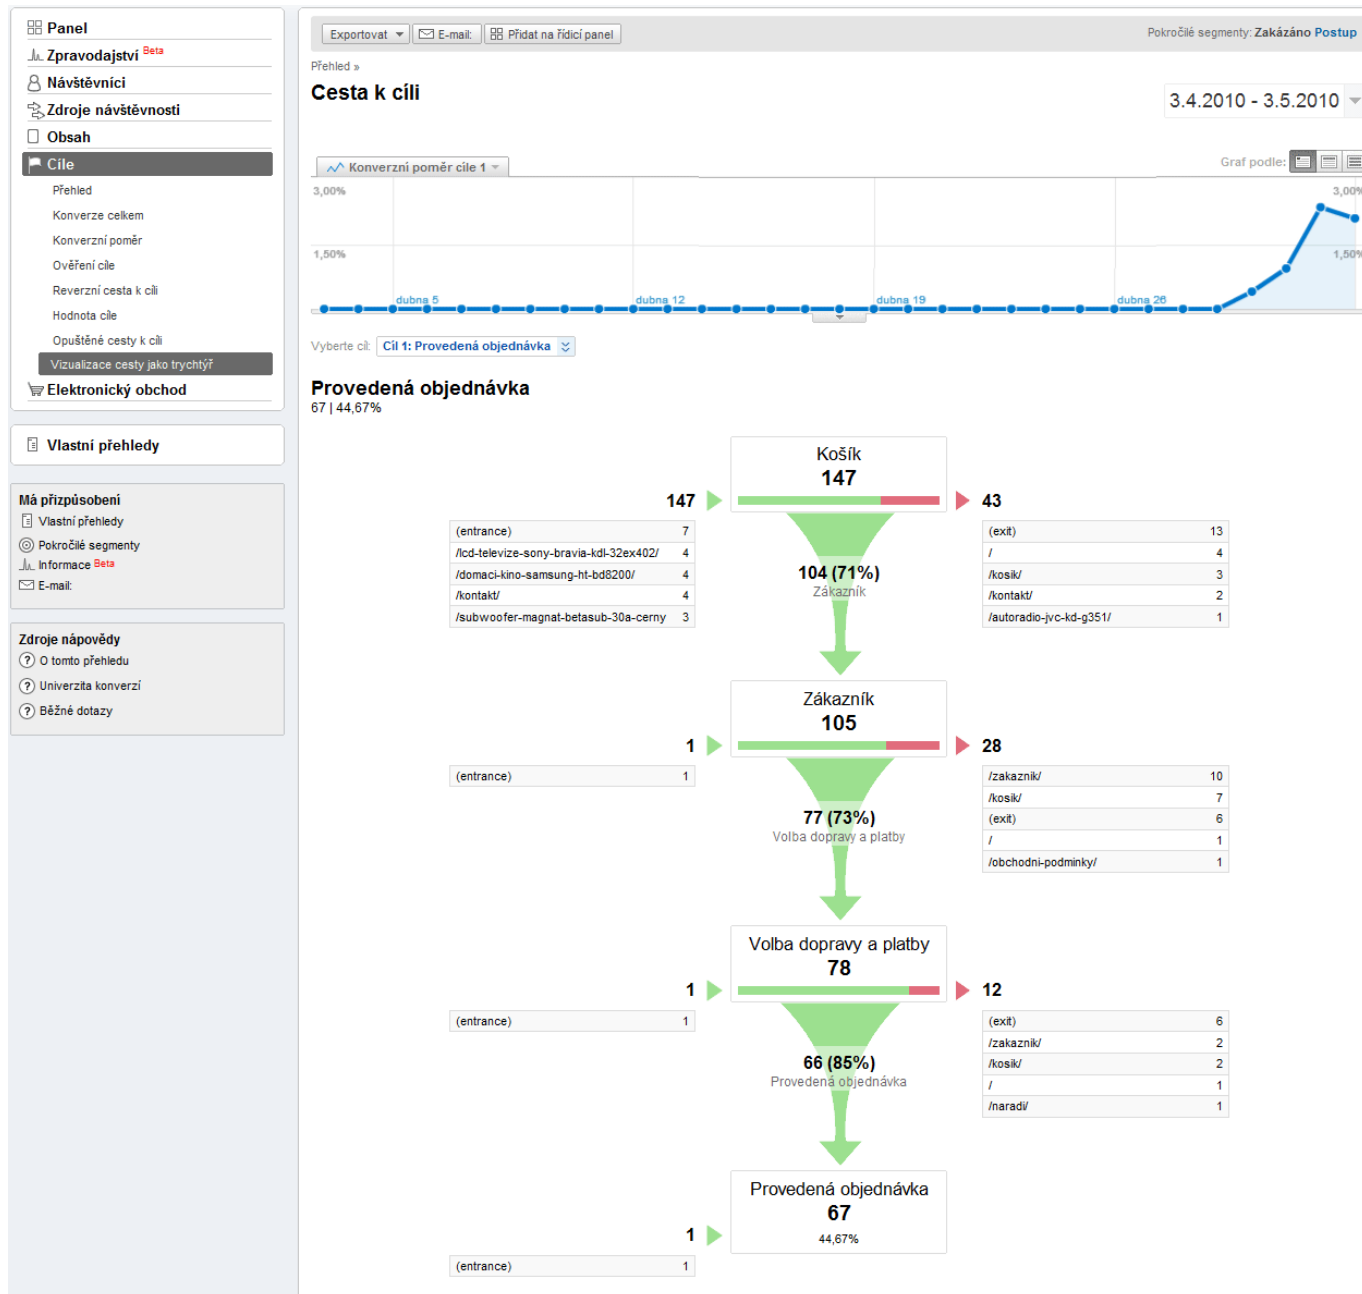 Panel
Zpravodajství Beta
Návštěvníci
Zdroje návštěvnosti
Obsah
Cíle
Přehled
Konverze celkem
Konverzní poměr
Ověření cíle
Reverzní cesta k cíli
Hodnota cíle
Opuštěné cesty k cíli
Vizualizace cesty jako trychtýř
Elektronický obchod
Vlastní přehledy
Má přizpůsobení
Vlastní přehledy
Pokročilé segmenty
Informace Beta
E-mail:
Zdroje nápovědy
O tomto přehledu
Univerzita konverzí
Běžné dotazy
Exportovat E-mail: Přidat na řídicí panel
Pokročilé segmenty: Zakázáno Postup
Přehled »
Cesta k cíli
3.4.2010 - 3.5.2010
Konverzní poměr cíle 1
Graf podle:
3,00% 3,00%
1,50% 1,50%
dubna 5 dubna 12 dubna 19 dubna 26
Vyberte cíl: Cíl 1: Provedená objednávka
Provedená objednávka
67 | 44,67%
Košík
147
147 43
(entrance) 7
/lcd-televize-sony-bravia-kdl-32ex402/ 4
/domaci-kino-samsung-ht-bd8200/ 4
/kontakt/ 4
/subwoofer-magnat-betasub-30a-cerny 3
104 (71%)
Zákazník
(exit) 13
/ 4
/kosik/ 3
/kontakt/ 2
/autoradio-jvc-kd-g351/ 1
Zákazník
105
1 28
(entrance) 1
77 (73%)
Volba dopravy a platby
/zakaznik/ 10
/kosik/ 7
(exit) 6
/ 1
/obchodni-podminky/ 1
Volba dopravy a platby
78
1 12
(entrance) 1
66 (85%)
Provedená objednávka
(exit) 6
/zakaznik/ 2
/kosik/ 2
/ 1
/naradi/ 1
Provedená objednávka
67
44,67%
1
(entrance) 1